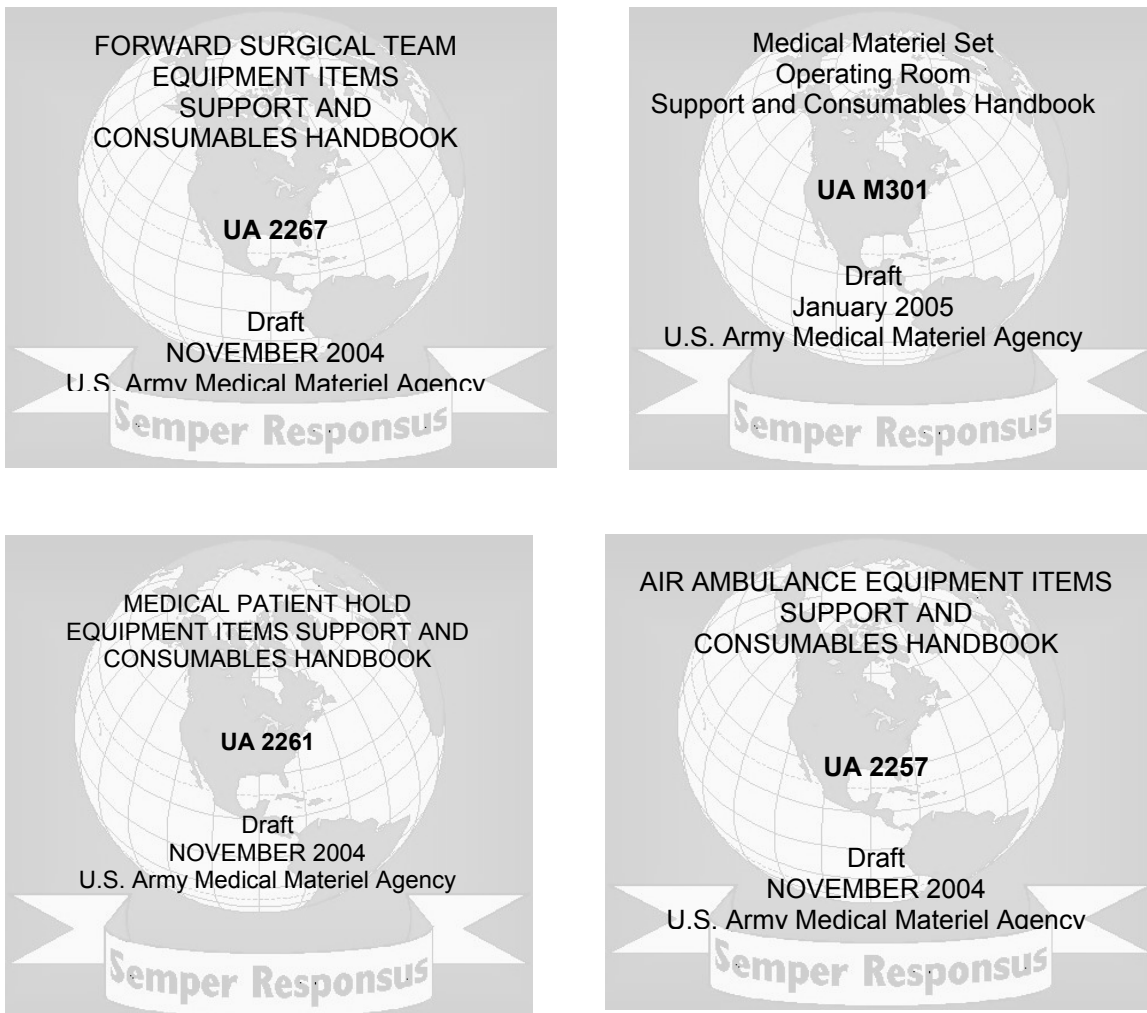 FORWARD SURGICAL TEAM
EQUIPMENT ITEMS
SUPPORT AND
CONSUMABLES HANDBOOK
UA 2267
Draft
NOVEMBER 2004
U.S. Army Medical Materiel Agency
Semper Responsus
Medical Materiel Set
Operating Room
Support and Consumables Handbook
UA M301
Draft
January 2005
U.S. Army Medical Materiel Agency
Semper Responsus
MEDICAL PATIENT HOLD
EQUIPMENT ITEMS SUPPORT AND
CONSUMABLES HANDBOOK
UA 2261
Draft
NOVEMBER 2004
U.S. Army Medical Materiel Agency
Semper Responsus
AIR AMBULANCE EQUIPMENT ITEMS
SUPPORT AND
CONSUMABLES HANDBOOK
UA 2257
Draft
NOVEMBER 2004
U.S. Army Medical Materiel Agency
Semper Responsus